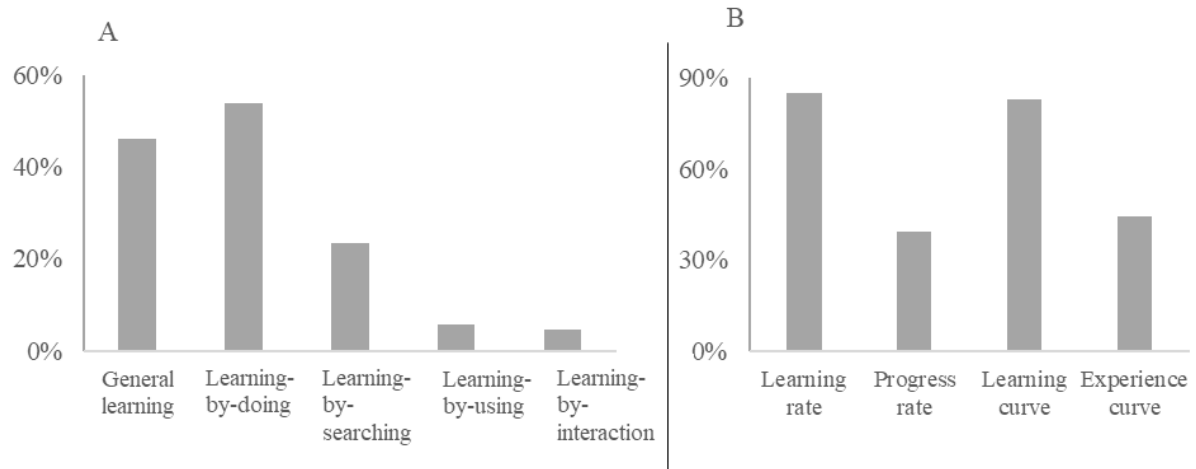 A
60%
40%
20%
0%
General
learning
Learning-
by-doing
Learning-
by-
searching
Learning-
by-using
Learning-
by-
interaction
B
90%
60%
30%
0%
Learning
rate
Progress
rate
Learning
curve
Experience
curve